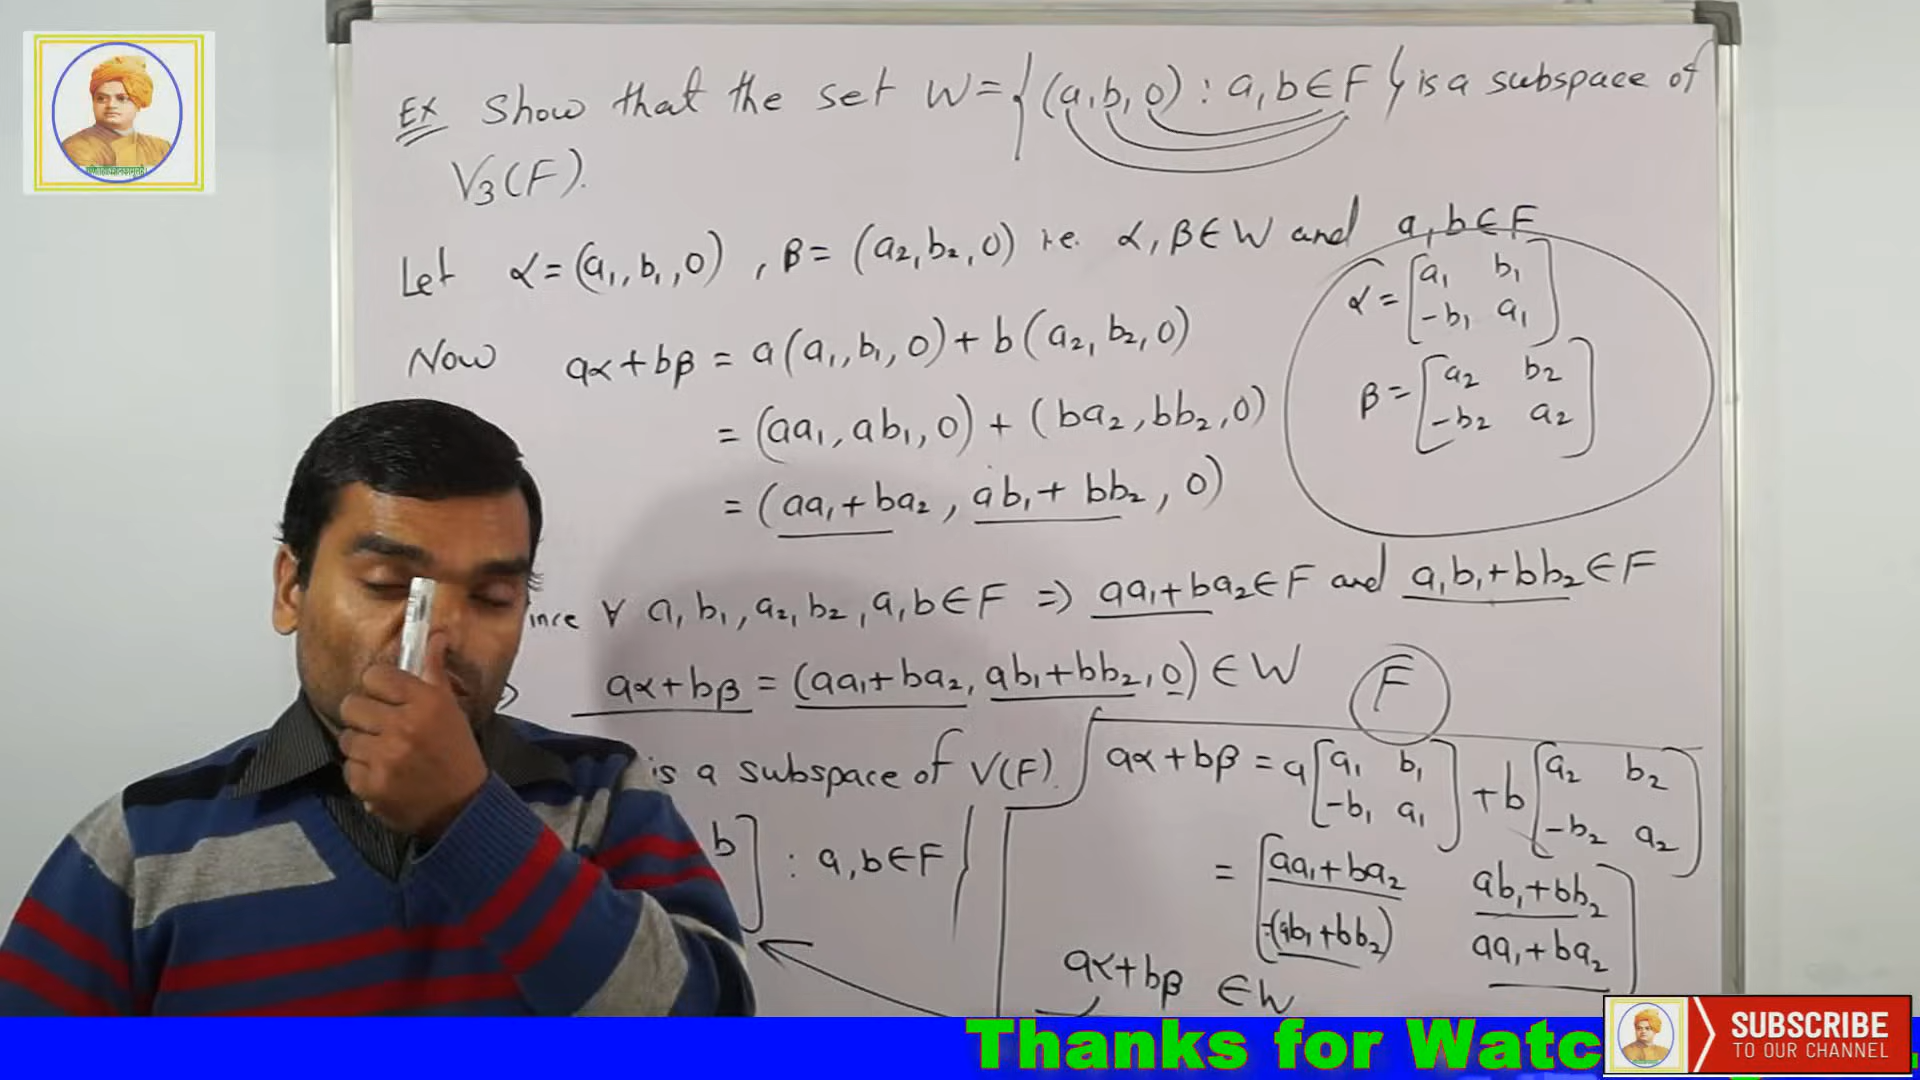 Ex Show that the set W = { (a, b, 0) : a, b ∈ F } is a subspace of
V₃(F).
Let α = (a₁, b₁, 0) , β = (a₂, b₂, 0) i.e. α, β ∈ W and a, b ∈ F
α = [a₁ b₁
-b₁ a₁]
β = [a₂ b₂
-b₂ a₂]
Now aα + bβ = a(a₁, b₁, 0) + b(a₂, b₂, 0)
= (aa₁, ab₁, 0) + (ba₂, bb₂, 0)
= (aa₁ + ba₂, ab₁ + bb₂, 0)
ince ∀ a₁ b₁, a₂, b₂, a, b ∈ F ⇒ aa₁ + ba₂ ∈ F and a₁b₁ + bb₂ ∈ F
aα + bβ = (aa₁ + ba₂, ab₁ + bb₂, 0) ∈ W
F
is a subspace of V(F).
b] : a, b ∈ F }
aα + bβ = a [a₁ b₁ + b [a₂ b₂
-b₁ a₁] -b₂ a₂]
= [aa₁ + ba₂ ab₁ + bb₂
-(ab₁ + bb₂) aa₁ + ba₂]
aα + bβ ∈ W
Thanks for Watc
SUBSCRIBE
TO OUR CHANNEL